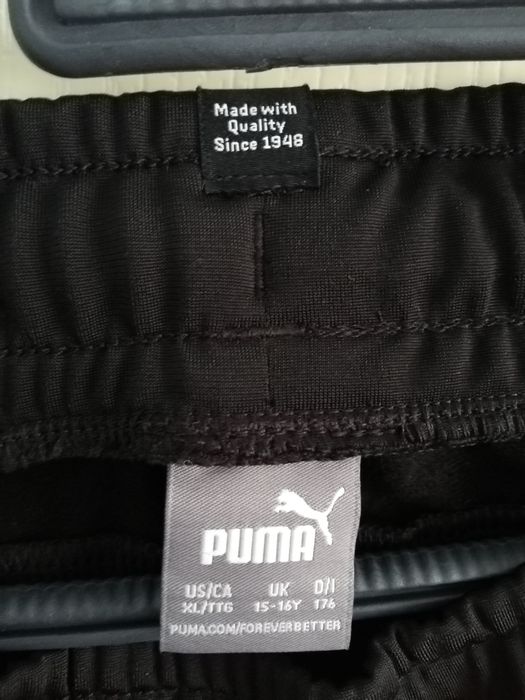 Made with
Quality
Since 1948
PUMA
US/CA UK D/I
XL/TTG 15-16Y 176
PUMA.COM/FOREVERBETTER